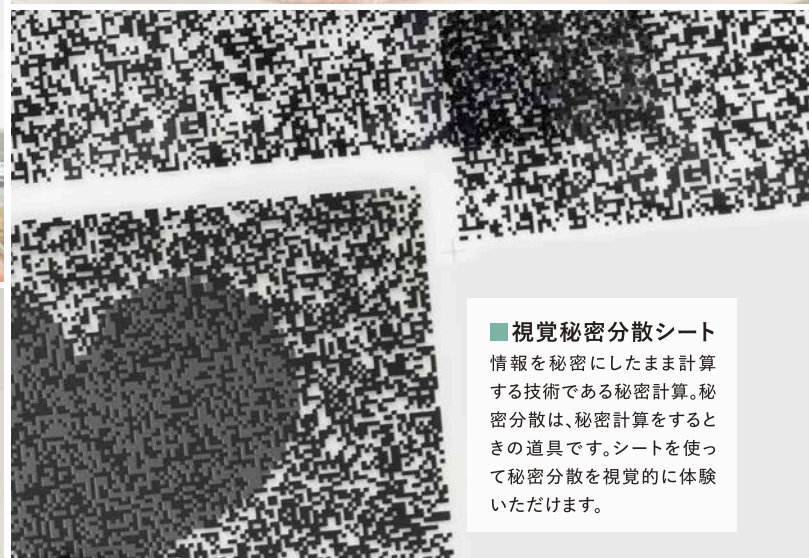 ■視覚秘密分散シート
情報を秘密にしたまま計算
する技術である秘密計算。秘
密分散は、秘密計算をすると
きの道具です。シートを使っ
て秘密分散を視覚的に体験
いただけます。